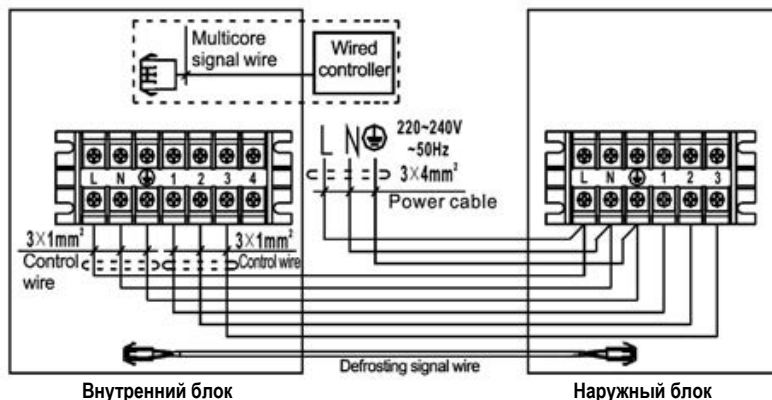 Multicore
signal wire
Wired
controller
L N 220~240V
~50Hz
3×4mm²
Power cable
L N 1 2 3 4
L N 1 2 3
3×1mm²
Control
wire
3×1mm²
Control wire
Defrosting signal wire
Внутренний блок
Наружный блок